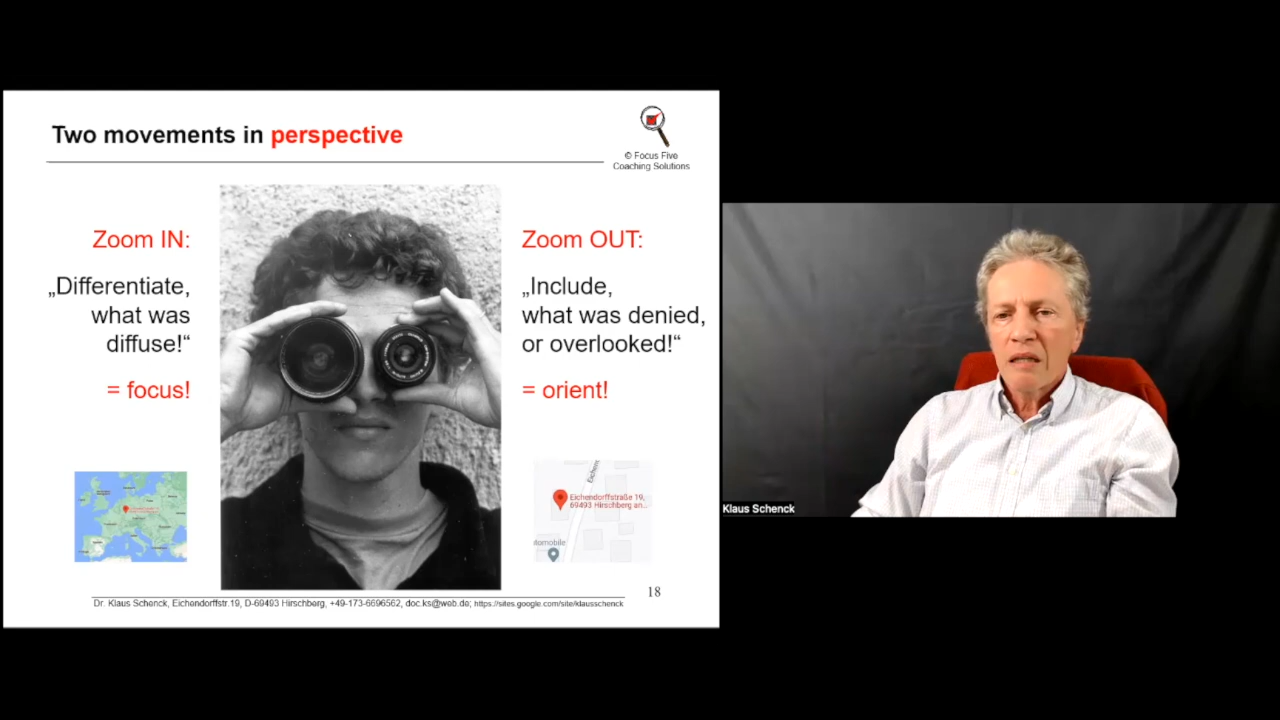 Two movements in perspective
© Focus Five
Coaching Solutions
Zoom IN:
„Differentiate,
what was
diffuse!“
= focus!
Zoom OUT:
„Include,
what was denied,
or overlooked!“
= orient!
Eichendorffstraße 19,
69493 Hirschberg an...
Eichen
tomobile
18
Dr. Klaus Schenck, Eichendorffstr.19, D-69493 Hirschberg, +49-173-6696562, doc.ks@web.de; https://sites.google.com/site/klausschenck
Klaus Schenck